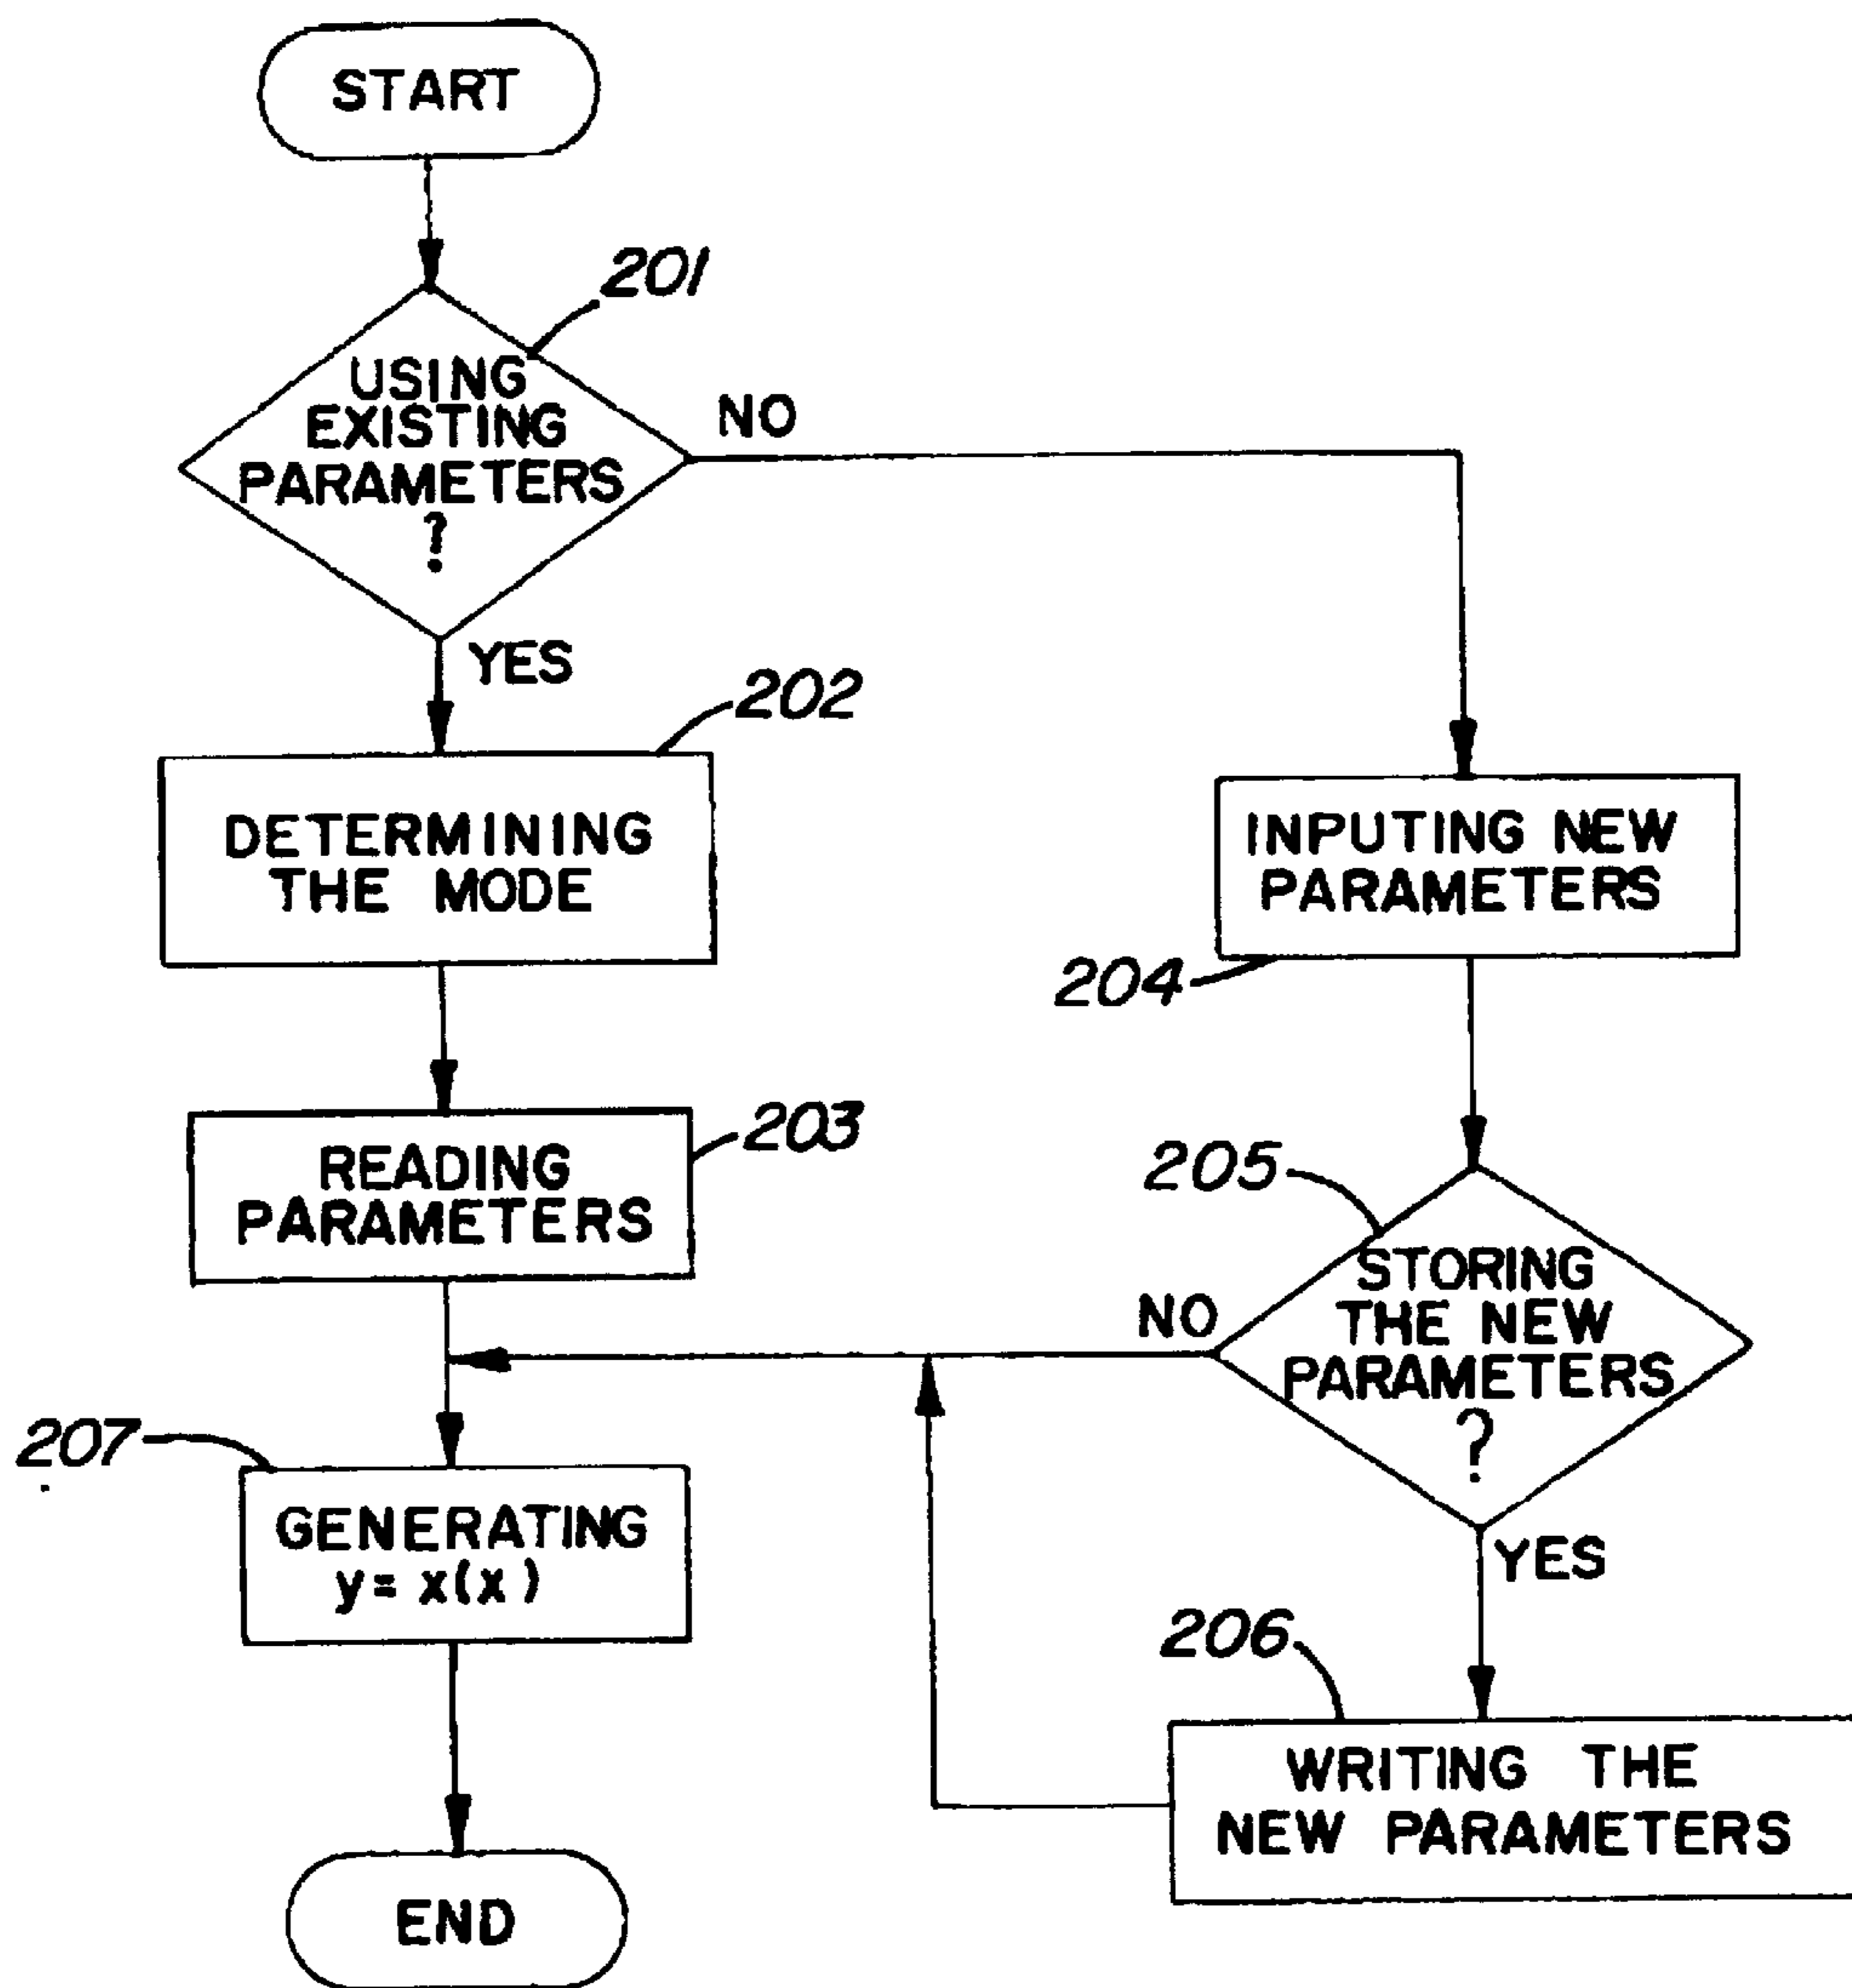 START
201
USING
EXISTING
PARAMETERS
?
NO
YES
202
DETERMINING
THE MODE
INPUTING NEW
PARAMETERS
204
203
READING
PARAMETERS
205
STORING
THE NEW
PARAMETERS
?
NO
YES
207
GENERATING
y= x(x)
206
WRITING THE
NEW PARAMETERS
END